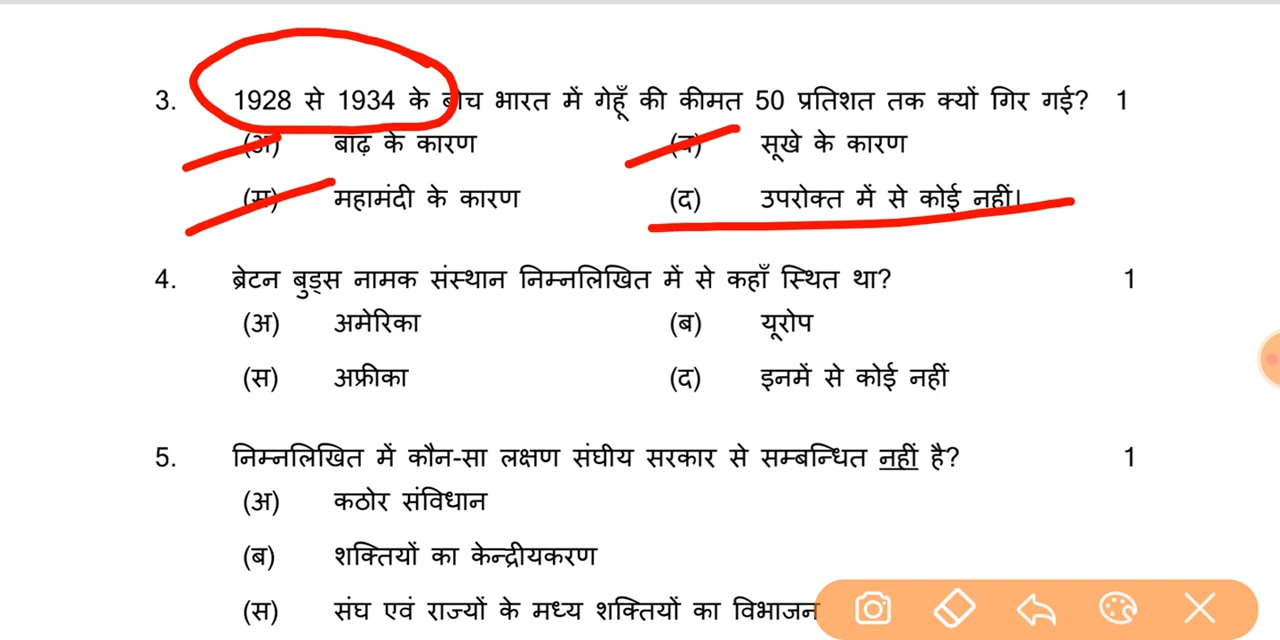 3. 1928 से 1934 के बीच भारत में गेहूँ की कीमत 50 प्रतिशत तक क्यों गिर गई? 1
(अ) बाढ़ के कारण (ब) सूखे के कारण
(स) महामंदी के कारण (द) उपरोक्त में से कोई नहीं।
4. ब्रेटन बुड्स नामक संस्थान निम्नलिखित में से कहाँ स्थित था? 1
(अ) अमेरिका (ब) यूरोप
(स) अफ्रीका (द) इनमें से कोई नहीं
5. निम्नलिखित में कौन-सा लक्षण संघीय सरकार से सम्बन्धित नहीं है? 1
(अ) कठोर संविधान
(ब) शक्तियों का केन्द्रीयकरण
(स) संघ एवं राज्यों के मध्य शक्तियों का विभाजन